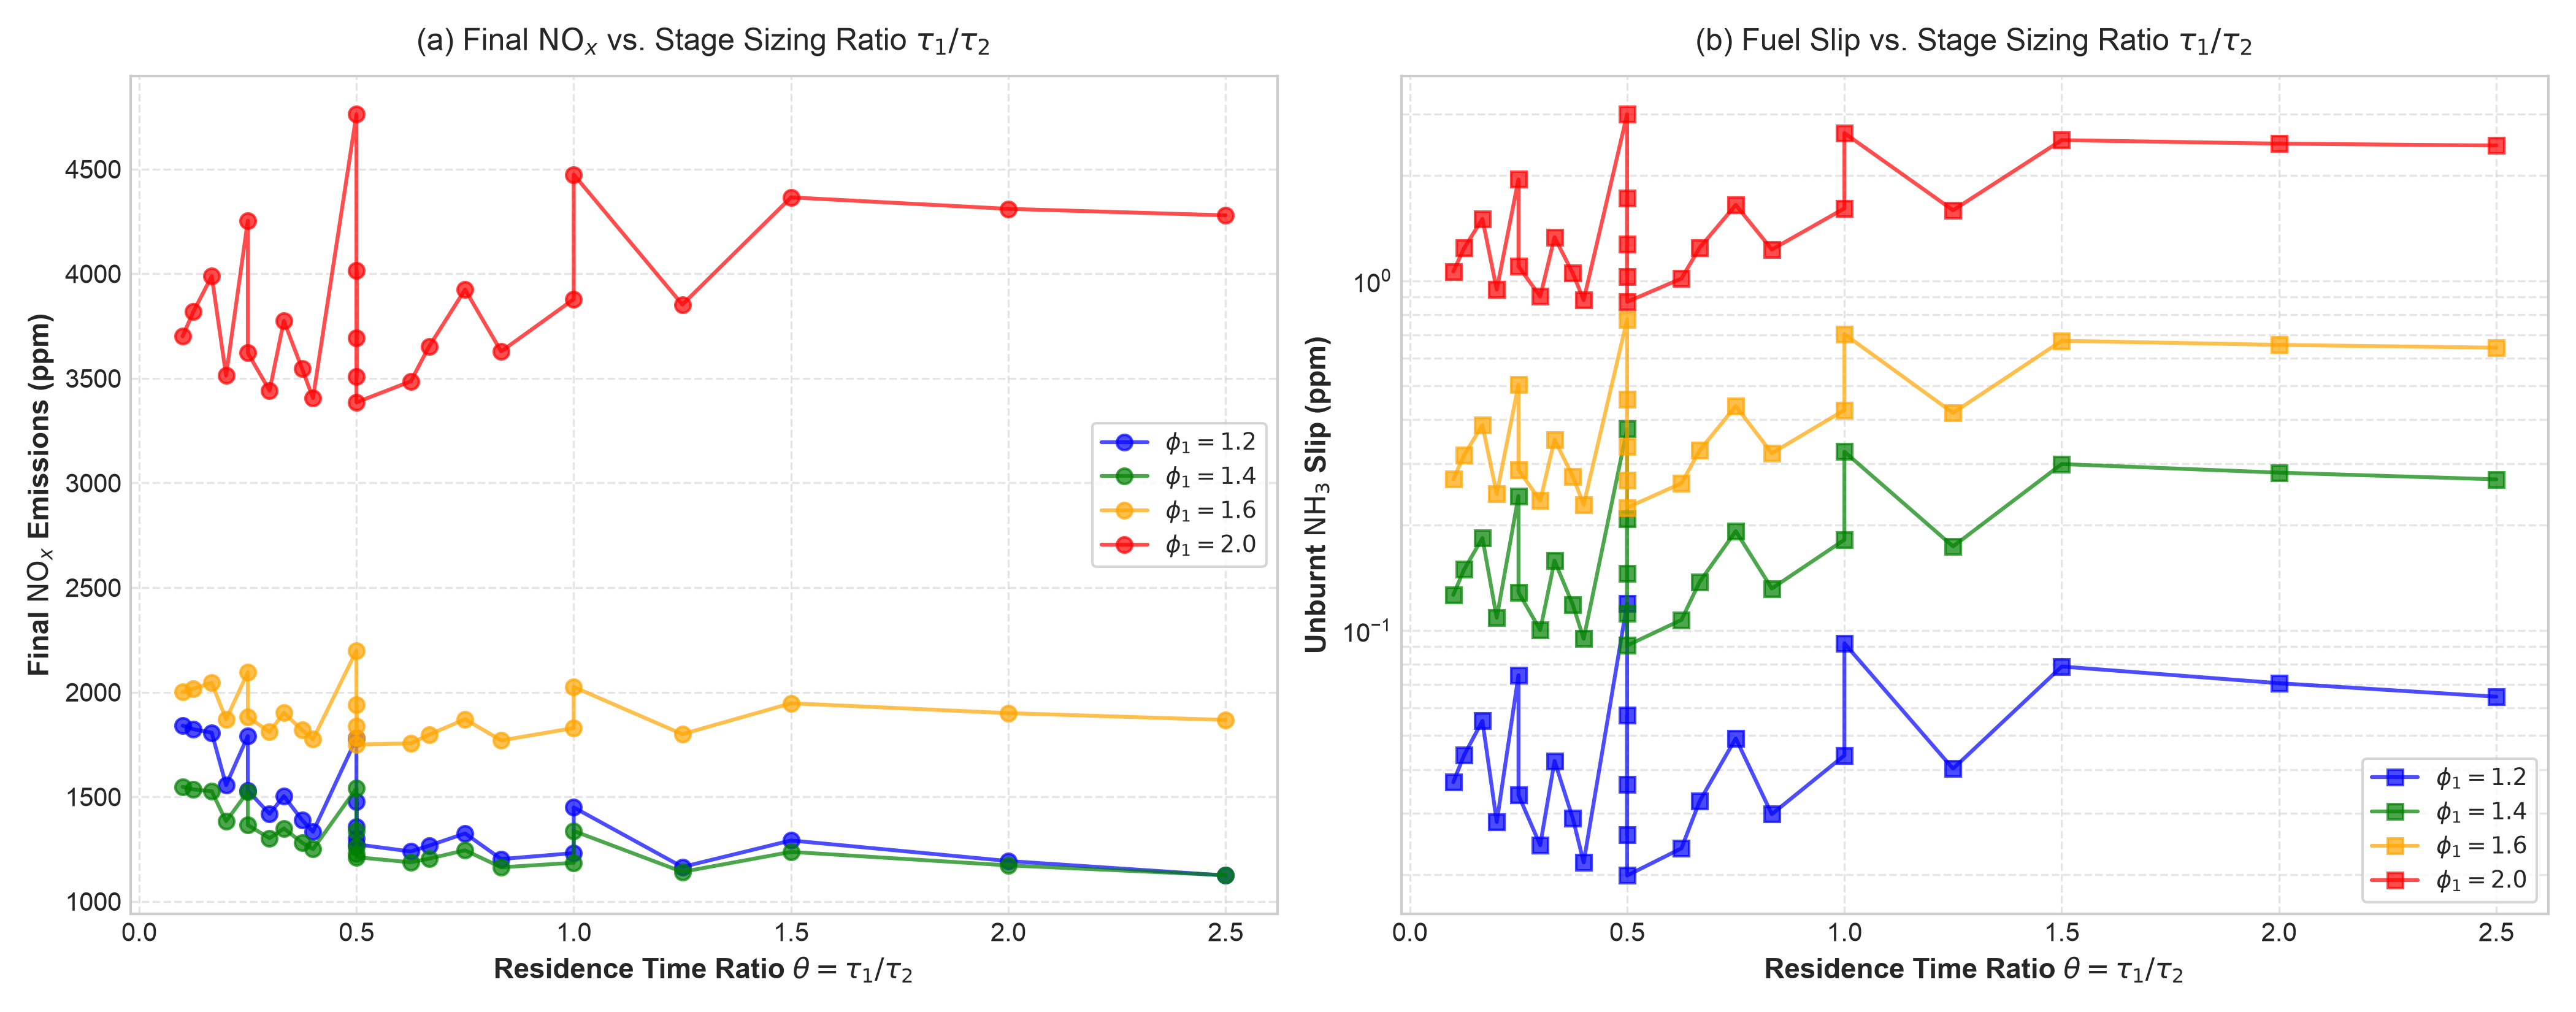 (a) Final NOₓ vs. Stage Sizing Ratio τ₁/τ₂
Final NOₓ Emissions (ppm)
4500
4000
3500
3000
2500
2000
1500
1000
0.0 0.5 1.0 1.5 2.0 2.5
Residence Time Ratio θ = τ₁/τ₂
ϕ₁ = 1.2
ϕ₁ = 1.4
ϕ₁ = 1.6
ϕ₁ = 2.0
(b) Fuel Slip vs. Stage Sizing Ratio τ₁/τ₂
Unburnt NH₃ Slip (ppm)
10⁰
10⁻¹
0.0 0.5 1.0 1.5 2.0 2.5
Residence Time Ratio θ = τ₁/τ₂
ϕ₁ = 1.2
ϕ₁ = 1.4
ϕ₁ = 1.6
ϕ₁ = 2.0